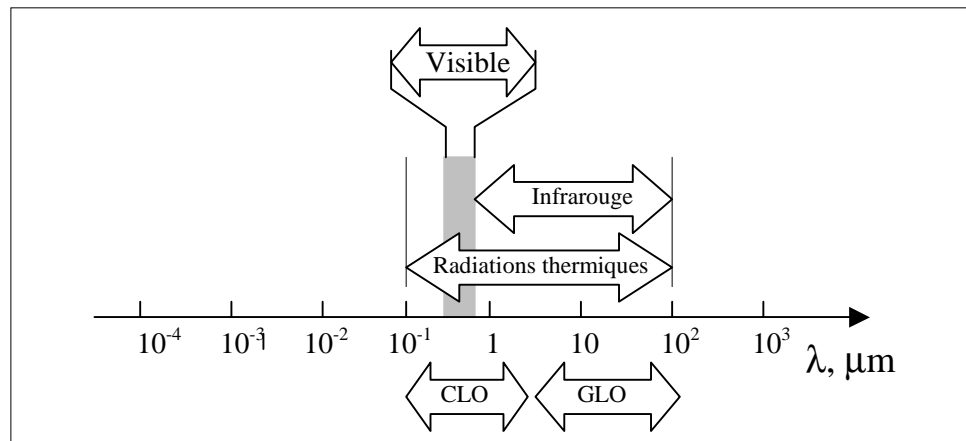 Visible
Infrarouge
Radiations thermiques
10⁻⁴ 10⁻³ 10⁻² 10⁻¹ 1 10 10² 10³
λ, μm
CLO GLO